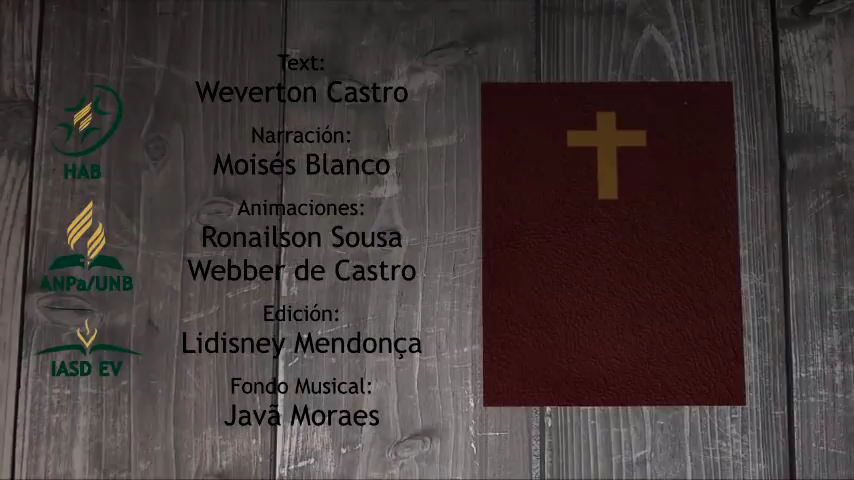 Text:
Weverton Castro
Narración:
Moisés Blanco
Animaciones:
Ronailson Sousa
Webber de Castro
Edición:
Lidisney Mendonça
Fondo Musical:
Javã Moraes
HAB
ANPa/UNB
IASD EV